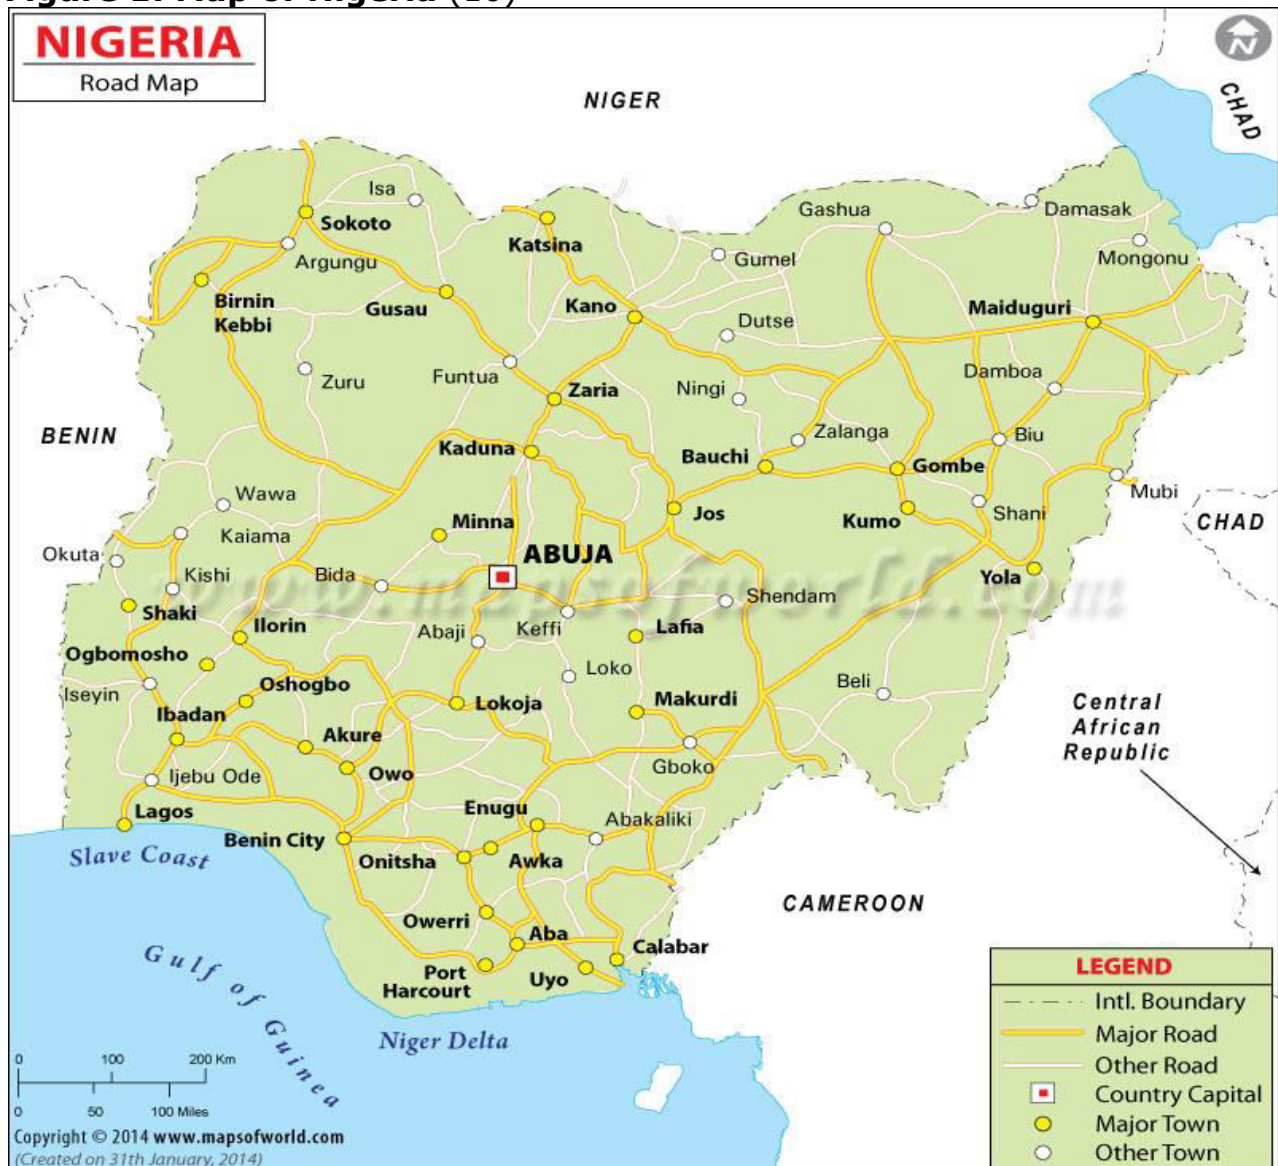 NIGERIA
Road Map
N
NIGER
CHAD
Isa
Sokoto
Katsina
Gashua
Damasak
Argungu
Gumel
Mongonu
Birnin
Kebbi
Gusau
Kano
Maiduguri
Dutse
Zuru
Funtua
Zaria
Ningi
Damboa
BENIN
Kaduna
Bauchi
Zalanga
Gombe
Biu
Mubi
Wawa
Kaiama
Minna
Jos
Kumo
Shani
CHAD
Okuta
Kishi
Bida
ABUJA
Yola
www.mapsofworld.com
Shaki
Ilorin
Abaji
Keffi
Lafia
Shendam
Ogbomosho
Iseyin
Oshogbo
Loko
Beli
Ibadan
Lokoja
Makurdi
Central
African
Republic
Akure
Ijebu Ode
Owo
Gboko
Lagos
Enugu
Abakaliki
Benin City
Slave Coast
Onitsha
Awka
CAMEROON
Owerri
Aba
Calabar
Port
Harcourt
Uyo
Gulf of Guinea
Niger Delta
LEGEND
Intl. Boundary
Major Road
Other Road
Country Capital
Major Town
Other Town
0 100 200 Km
0 50 100 Miles
Copyright © 2014 www.mapsofworld.com
(Created on 31th January, 2014)